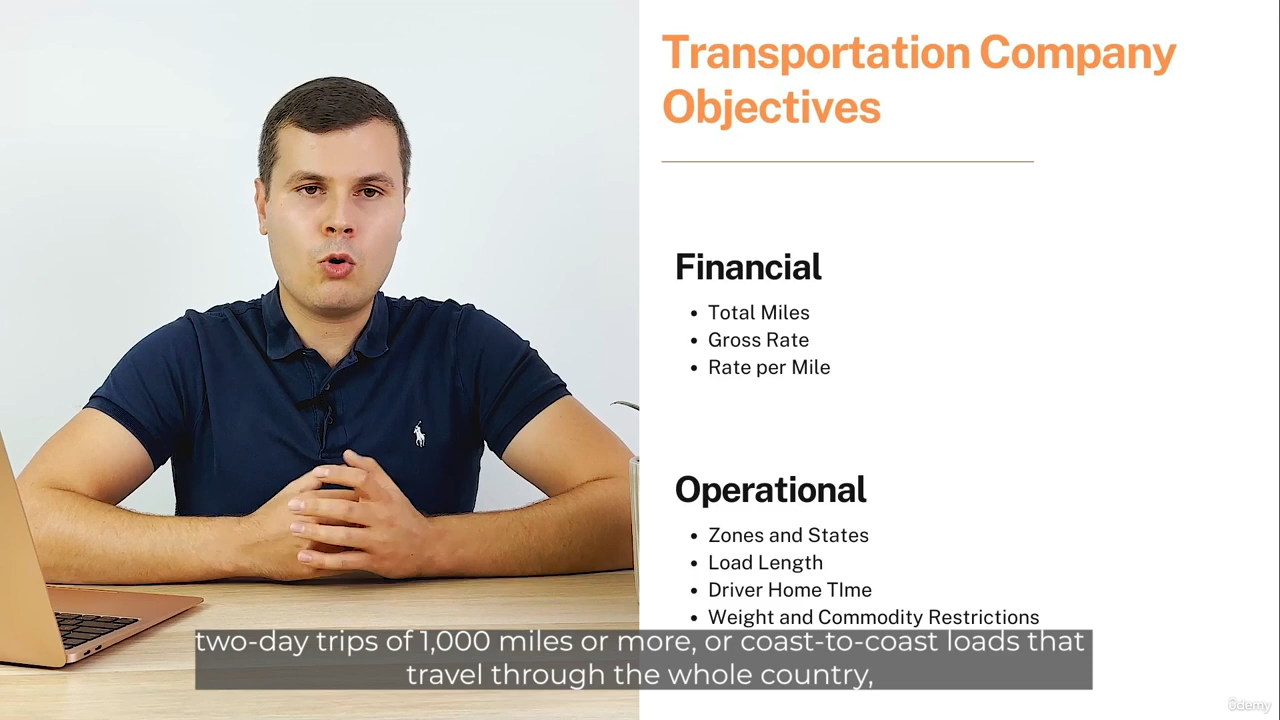 Transportation Company
Objectives
Financial
• Total Miles
• Gross Rate
• Rate per Mile
Operational
• Zones and States
• Load Length
• Driver Home TIme
• Weight and Commodity Restrictions
two-day trips of 1,000 miles or more, or coast-to-coast loads that
travel through the whole country,
ûdemy